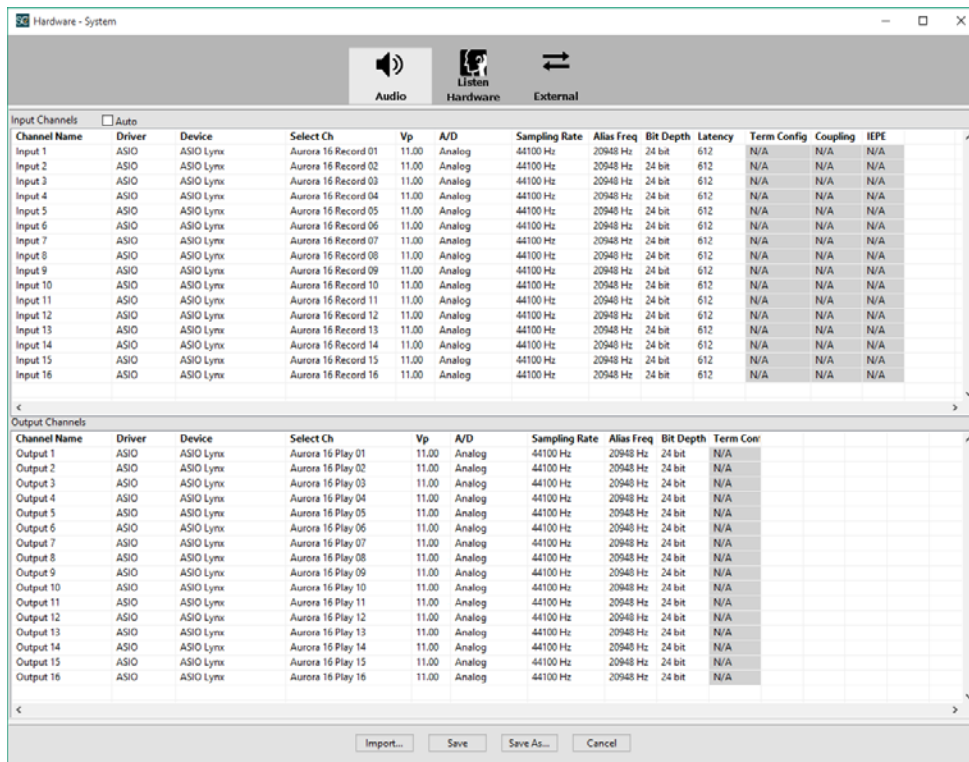 SC Hardware - System
Audio
Listen
Hardware
External
Input Channels Auto
Channel Name Driver Device Select Ch Vp A/D Sampling Rate Alias Freq Bit Depth Latency Term Config Coupling IEPE
Input 1 ASIO ASIO Lynx Aurora 16 Record 01 11.00 Analog 44100 Hz 20948 Hz 24 bit 612 N/A N/A N/A
Input 2 ASIO ASIO Lynx Aurora 16 Record 02 11.00 Analog 44100 Hz 20948 Hz 24 bit 612 N/A N/A N/A
Input 3 ASIO ASIO Lynx Aurora 16 Record 03 11.00 Analog 44100 Hz 20948 Hz 24 bit 612 N/A N/A N/A
Input 4 ASIO ASIO Lynx Aurora 16 Record 04 11.00 Analog 44100 Hz 20948 Hz 24 bit 612 N/A N/A N/A
Input 5 ASIO ASIO Lynx Aurora 16 Record 05 11.00 Analog 44100 Hz 20948 Hz 24 bit 612 N/A N/A N/A
Input 6 ASIO ASIO Lynx Aurora 16 Record 06 11.00 Analog 44100 Hz 20948 Hz 24 bit 612 N/A N/A N/A
Input 7 ASIO ASIO Lynx Aurora 16 Record 07 11.00 Analog 44100 Hz 20948 Hz 24 bit 612 N/A N/A N/A
Input 8 ASIO ASIO Lynx Aurora 16 Record 08 11.00 Analog 44100 Hz 20948 Hz 24 bit 612 N/A N/A N/A
Input 9 ASIO ASIO Lynx Aurora 16 Record 09 11.00 Analog 44100 Hz 20948 Hz 24 bit 612 N/A N/A N/A
Input 10 ASIO ASIO Lynx Aurora 16 Record 10 11.00 Analog 44100 Hz 20948 Hz 24 bit 612 N/A N/A N/A
Input 11 ASIO ASIO Lynx Aurora 16 Record 11 11.00 Analog 44100 Hz 20948 Hz 24 bit 612 N/A N/A N/A
Input 12 ASIO ASIO Lynx Aurora 16 Record 12 11.00 Analog 44100 Hz 20948 Hz 24 bit 612 N/A N/A N/A
Input 13 ASIO ASIO Lynx Aurora 16 Record 13 11.00 Analog 44100 Hz 20948 Hz 24 bit 612 N/A N/A N/A
Input 14 ASIO ASIO Lynx Aurora 16 Record 14 11.00 Analog 44100 Hz 20948 Hz 24 bit 612 N/A N/A N/A
Input 15 ASIO ASIO Lynx Aurora 16 Record 15 11.00 Analog 44100 Hz 20948 Hz 24 bit 612 N/A N/A N/A
Input 16 ASIO ASIO Lynx Aurora 16 Record 16 11.00 Analog 44100 Hz 20948 Hz 24 bit 612 N/A N/A N/A
Output Channels
Channel Name Driver Device Select Ch Vp A/D Sampling Rate Alias Freq Bit Depth Term Con
Output 1 ASIO ASIO Lynx Aurora 16 Play 01 11.00 Analog 44100 Hz 20948 Hz 24 bit N/A
Output 2 ASIO ASIO Lynx Aurora 16 Play 02 11.00 Analog 44100 Hz 20948 Hz 24 bit N/A
Output 3 ASIO ASIO Lynx Aurora 16 Play 03 11.00 Analog 44100 Hz 20948 Hz 24 bit N/A
Output 4 ASIO ASIO Lynx Aurora 16 Play 04 11.00 Analog 44100 Hz 20948 Hz 24 bit N/A
Output 5 ASIO ASIO Lynx Aurora 16 Play 05 11.00 Analog 44100 Hz 20948 Hz 24 bit N/A
Output 6 ASIO ASIO Lynx Aurora 16 Play 06 11.00 Analog 44100 Hz 20948 Hz 24 bit N/A
Output 7 ASIO ASIO Lynx Aurora 16 Play 07 11.00 Analog 44100 Hz 20948 Hz 24 bit N/A
Output 8 ASIO ASIO Lynx Aurora 16 Play 08 11.00 Analog 44100 Hz 20948 Hz 24 bit N/A
Output 9 ASIO ASIO Lynx Aurora 16 Play 09 11.00 Analog 44100 Hz 20948 Hz 24 bit N/A
Output 10 ASIO ASIO Lynx Aurora 16 Play 10 11.00 Analog 44100 Hz 20948 Hz 24 bit N/A
Output 11 ASIO ASIO Lynx Aurora 16 Play 11 11.00 Analog 44100 Hz 20948 Hz 24 bit N/A
Output 12 ASIO ASIO Lynx Aurora 16 Play 12 11.00 Analog 44100 Hz 20948 Hz 24 bit N/A
Output 13 ASIO ASIO Lynx Aurora 16 Play 13 11.00 Analog 44100 Hz 20948 Hz 24 bit N/A
Output 14 ASIO ASIO Lynx Aurora 16 Play 14 11.00 Analog 44100 Hz 20948 Hz 24 bit N/A
Output 15 ASIO ASIO Lynx Aurora 16 Play 15 11.00 Analog 44100 Hz 20948 Hz 24 bit N/A
Output 16 ASIO ASIO Lynx Aurora 16 Play 16 11.00 Analog 44100 Hz 20948 Hz 24 bit N/A
Import... Save Save As... Cancel